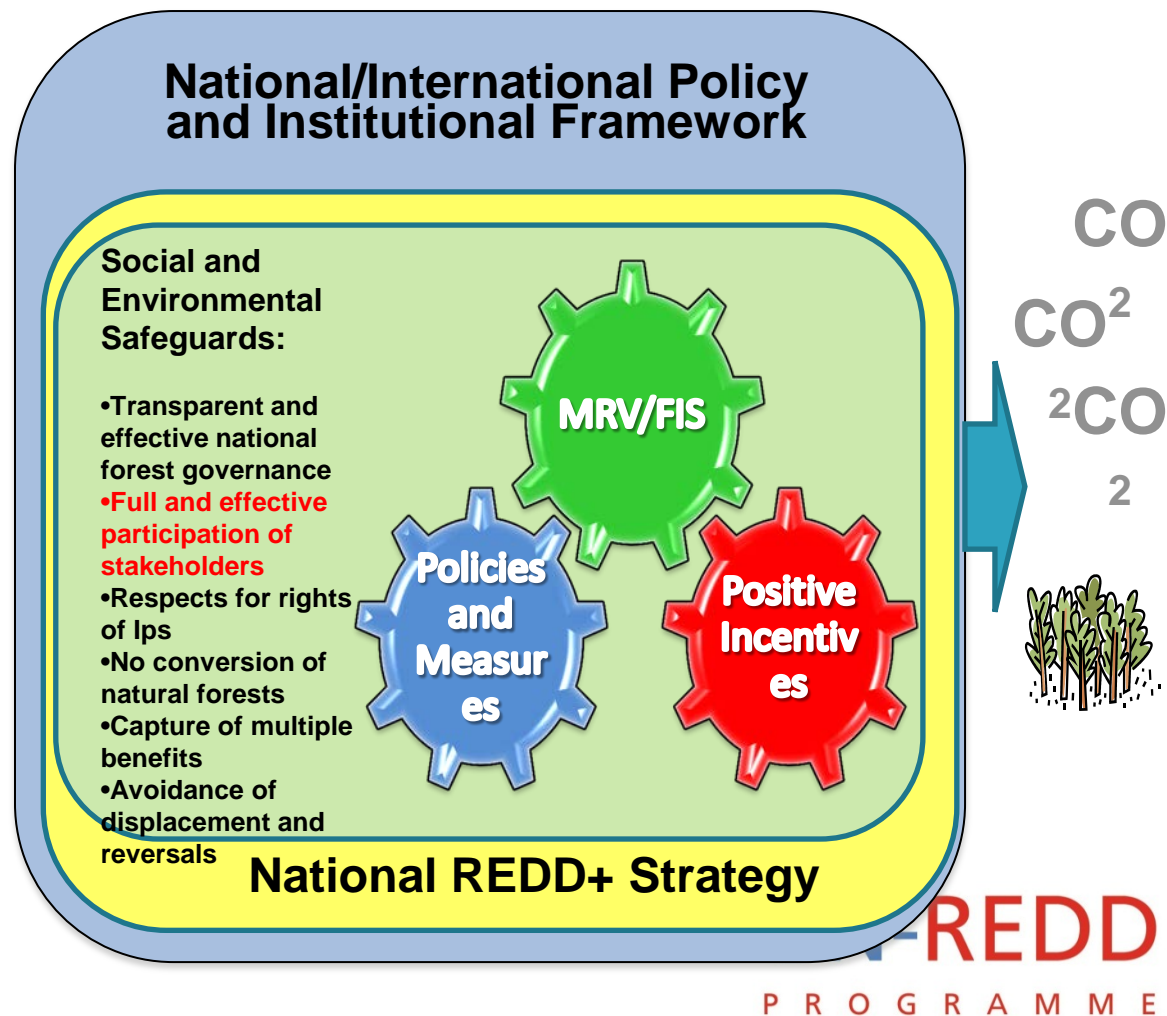 National/International Policy
and Institutional Framework
Social and
Environmental
Safeguards:
•Transparent and
effective national
forest governance
•Full and effective
participation of
stakeholders
•Respects for rights
of Ips
•No conversion of
natural forests
•Capture of multiple
benefits
•Avoidance of
displacement and
reversals
MRV/FIS
Policies
and
Measur
es
Positive
Incentiv
es
National REDD+ Strategy
CO
CO²
²CO
2
-REDD
PROGRAMME